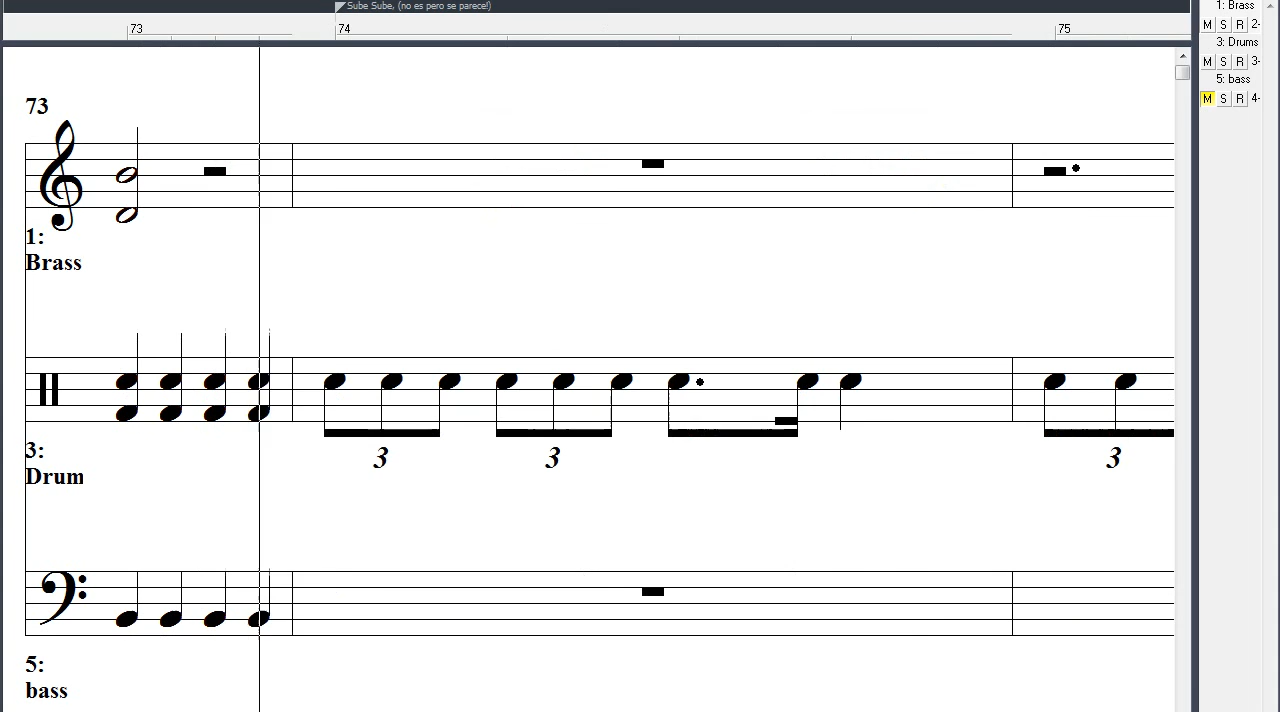 Sube Sube, (no es pero se parece!)
73 74 75
1: Brass
M S R 2-
3: Drums
M S R 3-
5: bass
M S R 4-
73
1:
Brass
3:
Drum
3 3 3
5:
bass